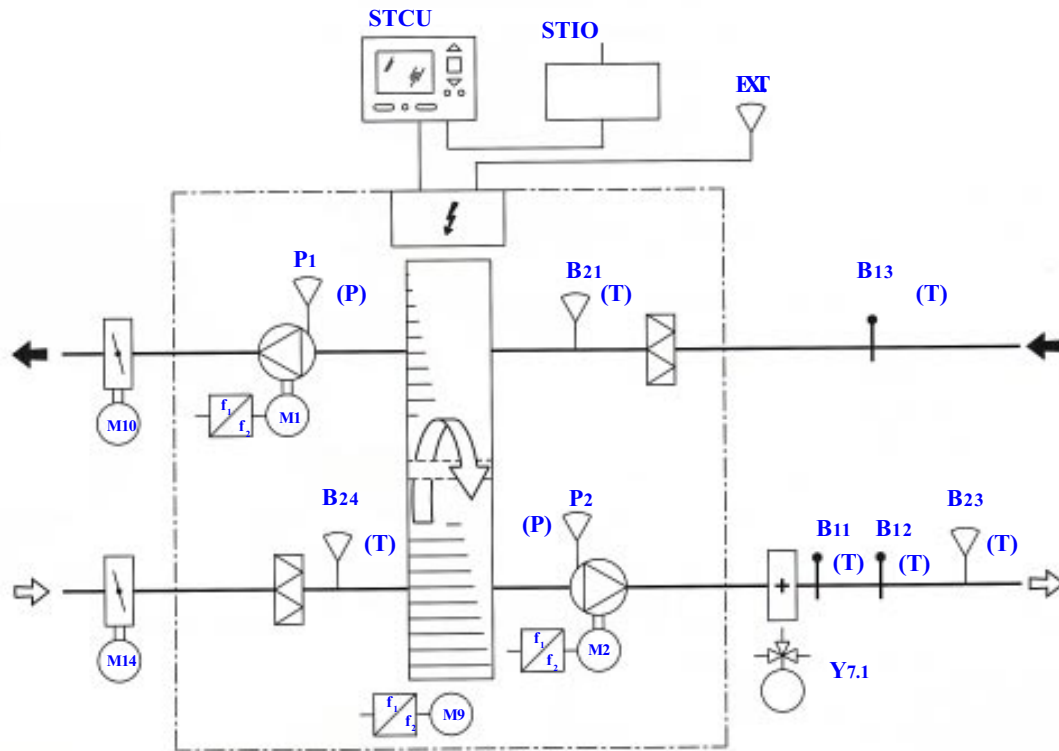 STCU
STIO
EXT.
P1
(P)
B21
(T)
B13
(T)
M10
f1
f2
M1
B24
(T)
P2
(P)
B11
(T)
B12
(T)
B23
(T)
+
M14
f1
f2
M2
Y7.1
f1
f2
M9